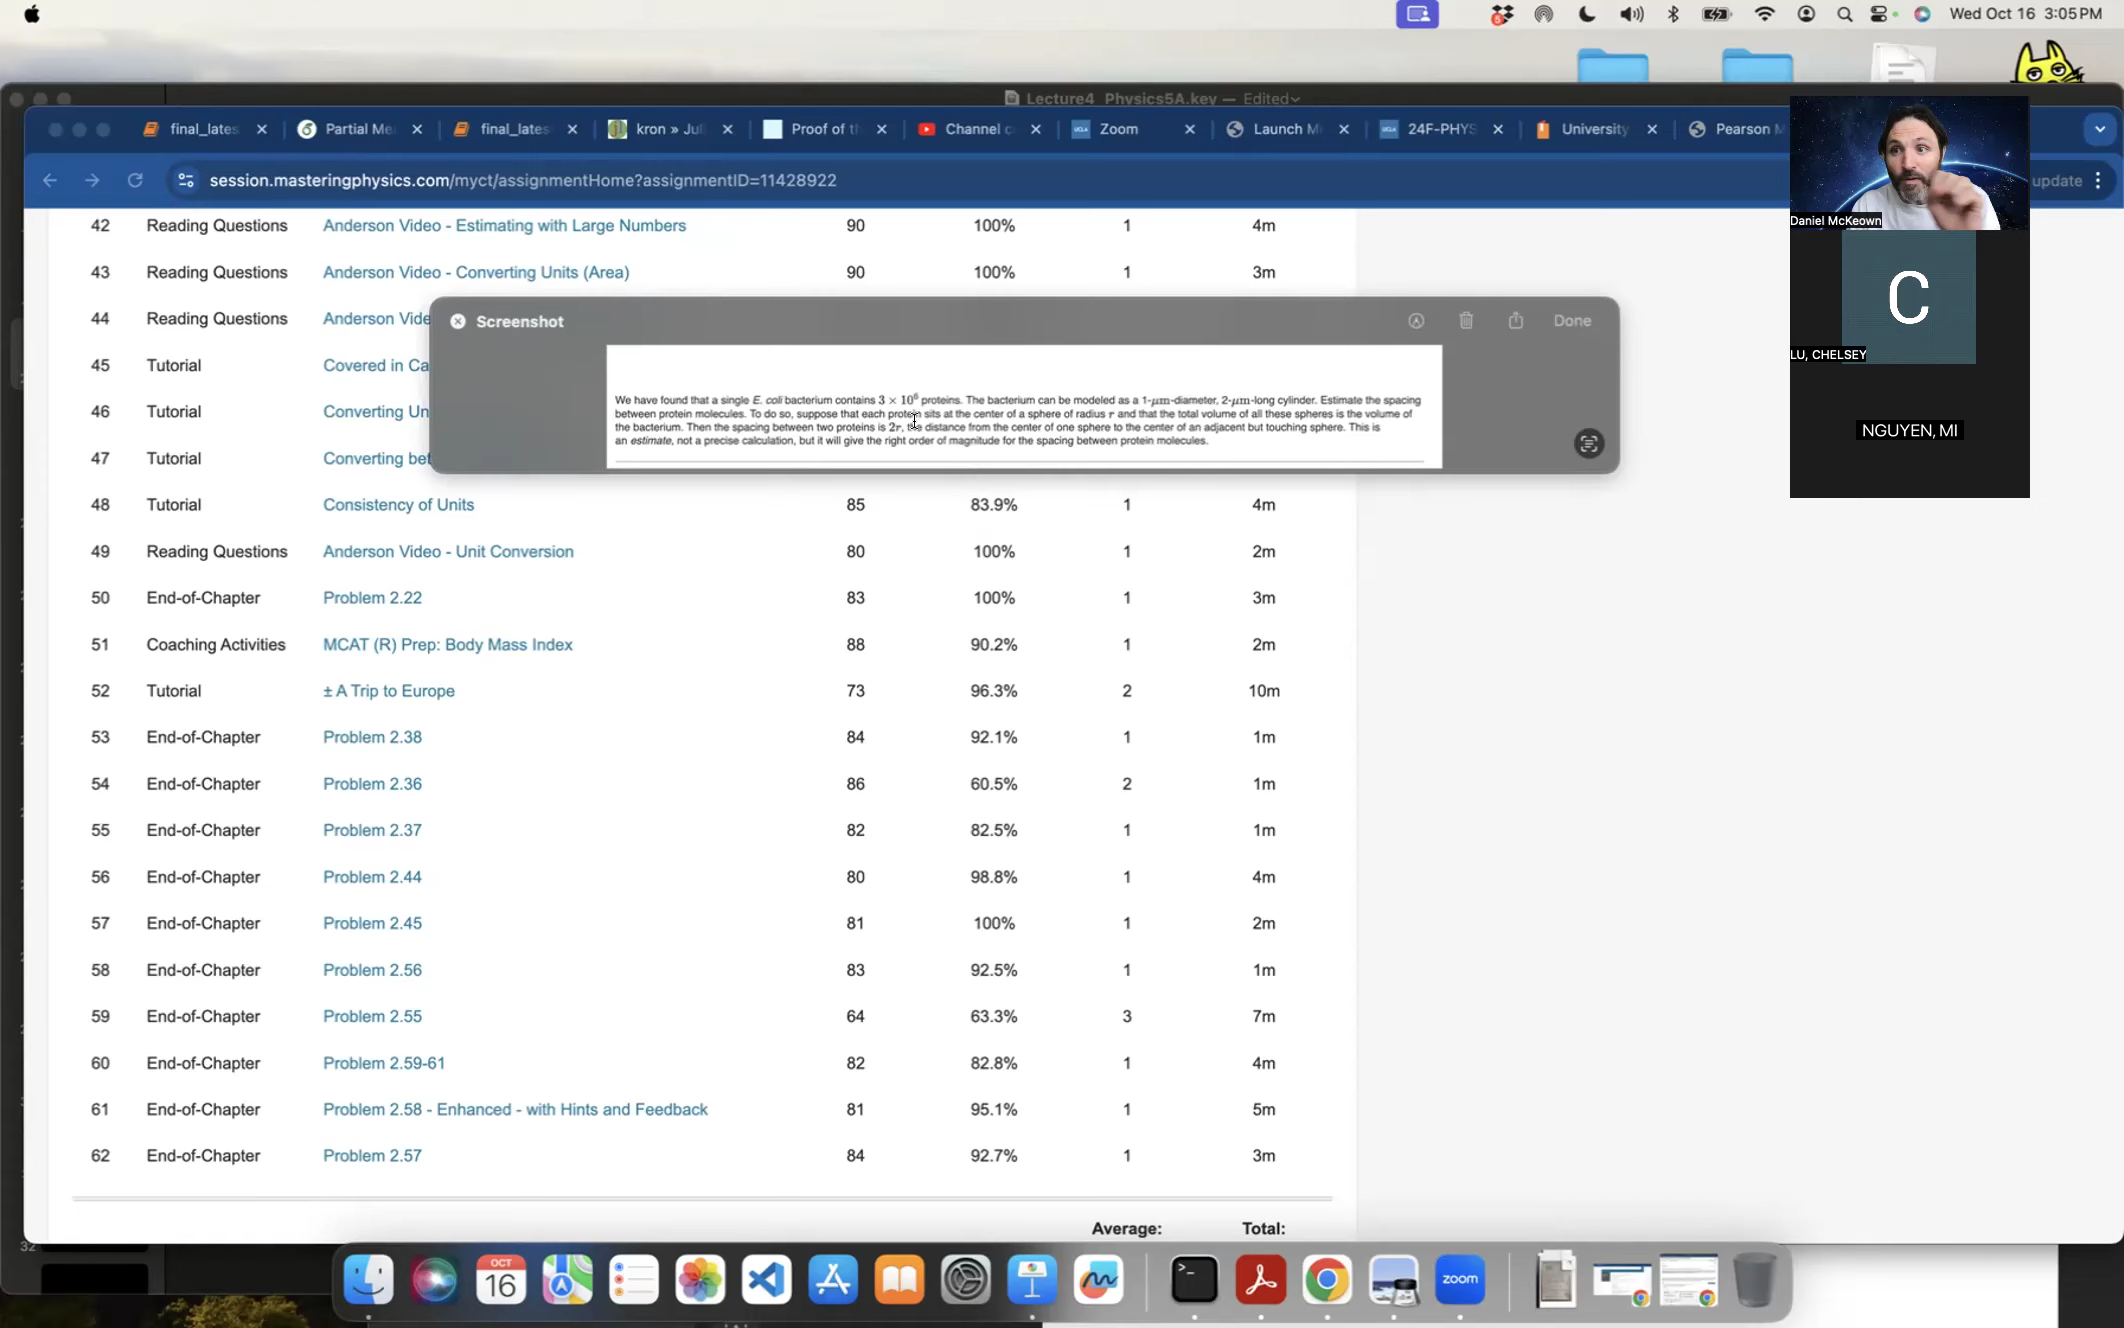 Wed Oct 16 3:05 PM
Lecture4_Physics5A.key — Edited
final_lates
Partial Me
final_lates
kron » Jul
Proof of th
Channel c
Zoom
Launch M
24F-PHYS
University
Pearson M
session.masteringphysics.com/myct/assignmentHome?assignmentID=11428922
update
42 Reading Questions Anderson Video - Estimating with Large Numbers 90 100% 1 4m
43 Reading Questions Anderson Video - Converting Units (Area) 90 100% 1 3m
44 Reading Questions Anderson Vide
45 Tutorial Covered in Ca
46 Tutorial Converting Un
47 Tutorial Converting bet
Screenshot
Done
We have found that a single E. coli bacterium contains 3 × 10⁶ proteins. The bacterium can be modeled as a 1-μm-diameter, 2-μm-long cylinder. Estimate the spacing
between protein molecules. To do so, suppose that each protein sits at the center of a sphere of radius r and that the total volume of all these spheres is the volume of
the bacterium. Then the spacing between two proteins is 2r, the distance from the center of one sphere to the center of an adjacent but touching sphere. This is
an estimate, not a precise calculation, but it will give the right order of magnitude for the spacing between protein molecules.
48 Tutorial Consistency of Units 85 83.9% 1 4m
49 Reading Questions Anderson Video - Unit Conversion 80 100% 1 2m
50 End-of-Chapter Problem 2.22 83 100% 1 3m
51 Coaching Activities MCAT (R) Prep: Body Mass Index 88 90.2% 1 2m
52 Tutorial ± A Trip to Europe 73 96.3% 2 10m
53 End-of-Chapter Problem 2.38 84 92.1% 1 1m
54 End-of-Chapter Problem 2.36 86 60.5% 2 1m
55 End-of-Chapter Problem 2.37 82 82.5% 1 1m
56 End-of-Chapter Problem 2.44 80 98.8% 1 4m
57 End-of-Chapter Problem 2.45 81 100% 1 2m
58 End-of-Chapter Problem 2.56 83 92.5% 1 1m
59 End-of-Chapter Problem 2.55 64 63.3% 3 7m
60 End-of-Chapter Problem 2.59-61 82 82.8% 1 4m
61 End-of-Chapter Problem 2.58 - Enhanced - with Hints and Feedback 81 95.1% 1 5m
62 End-of-Chapter Problem 2.57 84 92.7% 1 3m
Average: Total:
Daniel McKeown
C
LU, CHELSEY
NGUYEN, MI
32
OCT
16
zoom